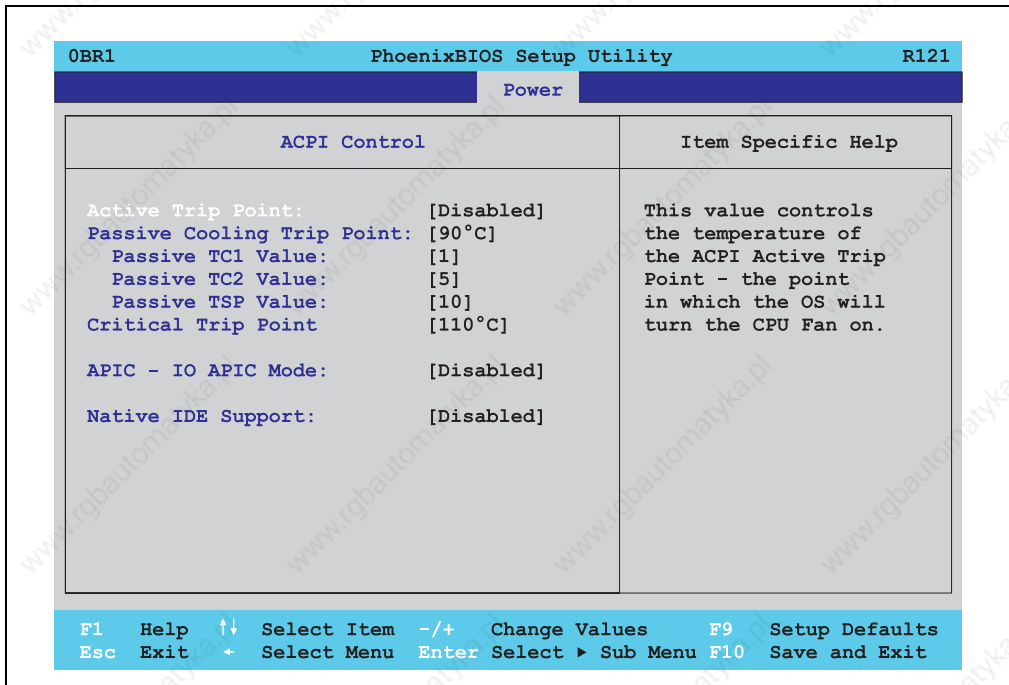 0BR1 PhoenixBIOS Setup Utility R121
Power
ACPI Control
Item Specific Help
Active Trip Point: [Disabled]
Passive Cooling Trip Point: [90°C]
Passive TC1 Value: [1]
Passive TC2 Value: [5]
Passive TSP Value: [10]
Critical Trip Point [110°C]
APIC – IO APIC Mode: [Disabled]
Native IDE Support: [Disabled]
This value controls
the temperature of
the ACPI Active Trip
Point – the point
in which the OS will
turn the CPU Fan on.
F1 Help ↑↓ Select Item -/+ Change Values F9 Setup Defaults
Esc Exit ← Select Menu Enter Select ▶ Sub Menu F10 Save and Exit
www.rgbautomatyka.pl